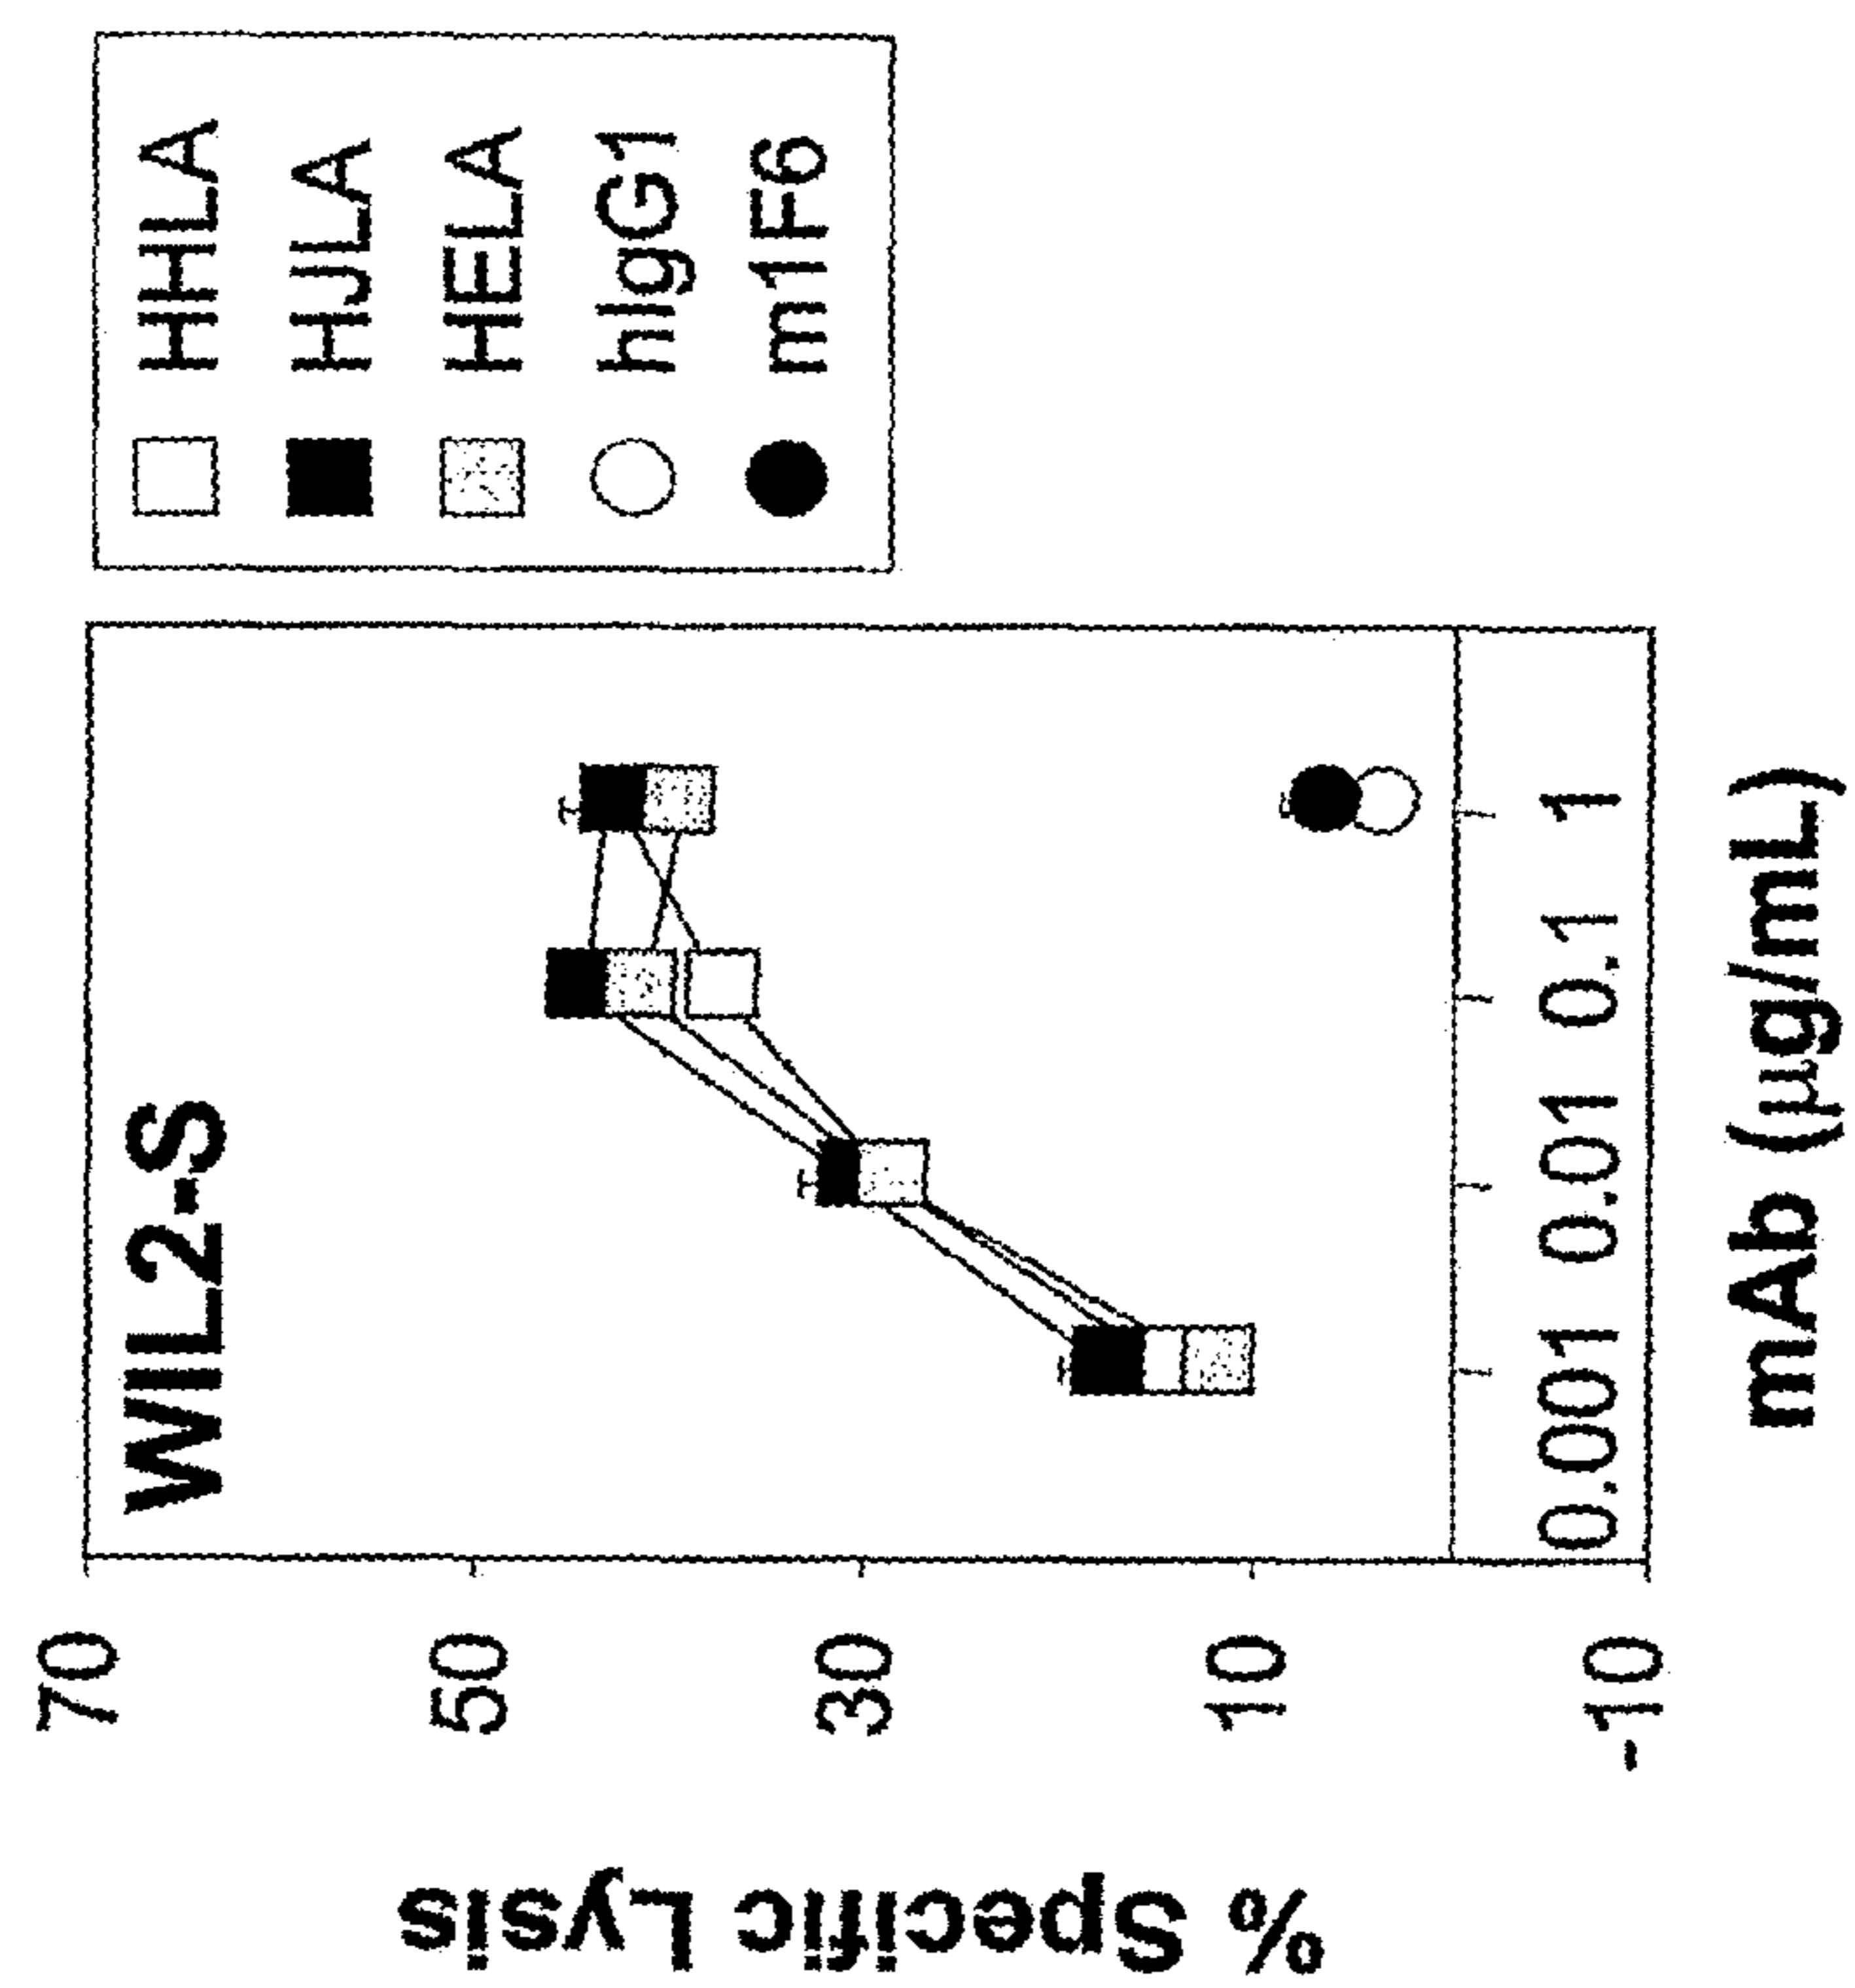 WIL2-S
% Specific Lysis
70
50
30
10
-10
0.001 0.01 0.1 1
mAb (μg/mL)
HHLA
HJLA
HELA
hIgG1
m1F6